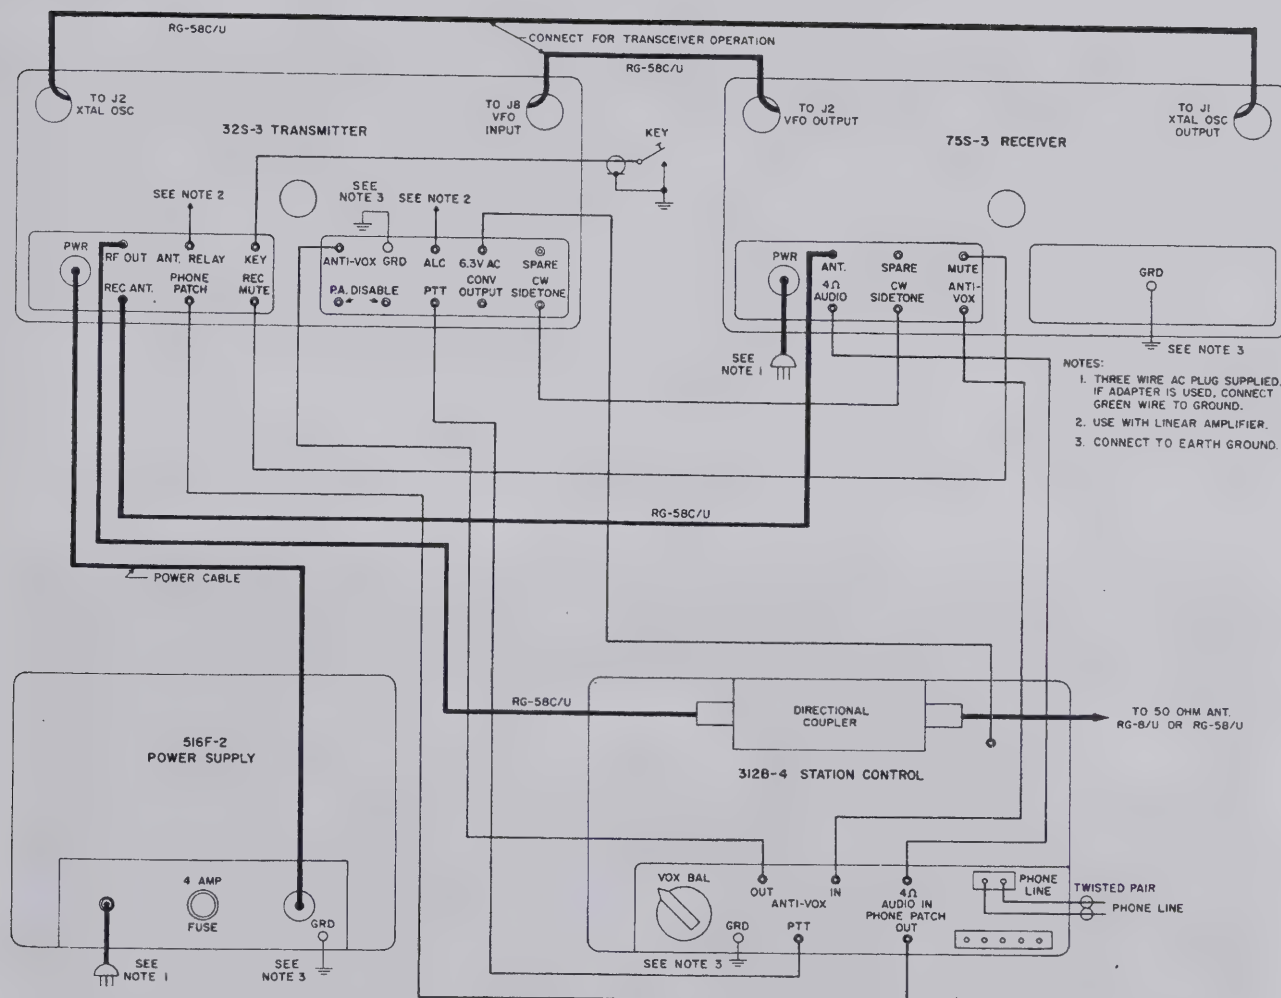 RG-58C/U
CONNECT FOR TRANSCEIVER OPERATION
RG-58C/U
TO J2
XTAL OSC
TO J8
VFO
INPUT
TO J2
VFO OUTPUT
TO J1
XTAL OSC
OUTPUT
32S-3 TRANSMITTER
KEY
75S-3 RECEIVER
SEE NOTE 2
SEE
NOTE 3
SEE NOTE 2
PWR
RF OUT
ANT. RELAY
KEY
REC ANT.
PHONE
PATCH
REC
MUTE
ANTI-VOX
GRD
ALC
6.3V AC
SPARE
P.A. DISABLE
PTT
CONV
OUTPUT
CW
SIDETONE
PWR
ANT.
SPARE
MUTE
4Ω
AUDIO
CW
SIDETONE
ANTI-
VOX
GRD
SEE
NOTE 1
SEE NOTE 3
NOTES:
1. THREE WIRE AC PLUG SUPPLIED.
IF ADAPTER IS USED, CONNECT
GREEN WIRE TO GROUND.
2. USE WITH LINEAR AMPLIFIER.
3. CONNECT TO EARTH GROUND.
RG-58C/U
POWER CABLE
RG-58C/U
DIRECTIONAL
COUPLER
TO 50 OHM ANT.
RG-8/U OR RG-58/U
516F-2
POWER SUPPLY
312B-4 STATION CONTROL
4 AMP
FUSE
GRD
SEE
NOTE 1
SEE
NOTE 3
VOX BAL
OUT
IN
ANTI-VOX
4Ω
AUDIO IN
PHONE PATCH
OUT
GRD
PTT
SEE NOTE 3
PHONE
LINE
TWISTED PAIR
PHONE LINE